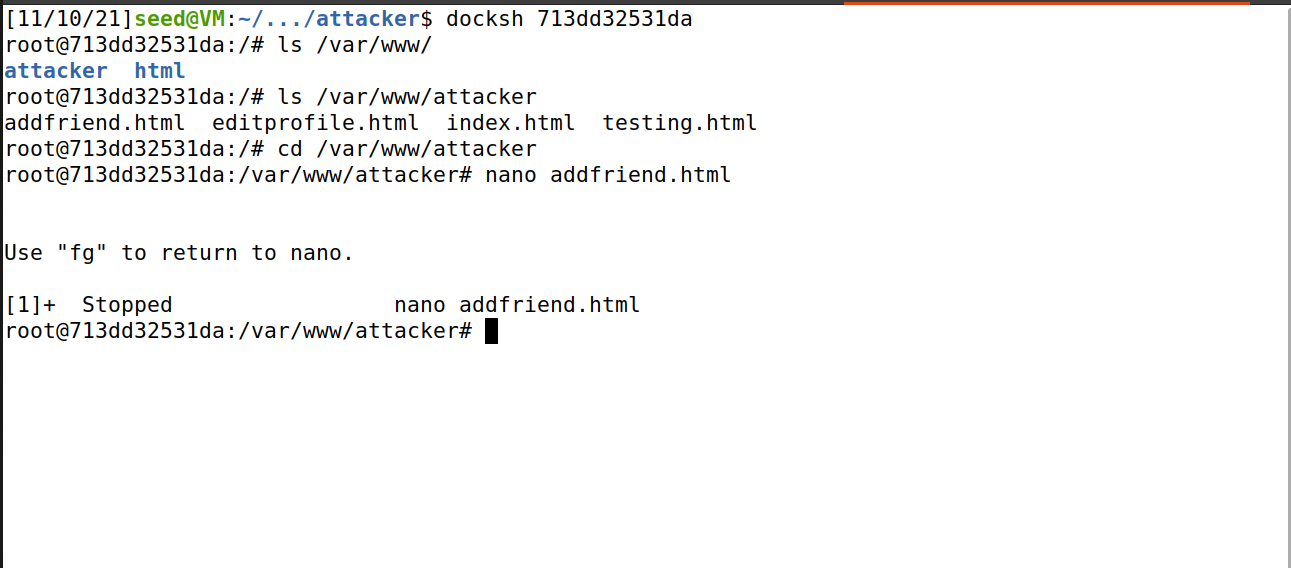 [11/10/21]seed@VM:~/.../attacker$ docksh 713dd32531da
root@713dd32531da:/# ls /var/www/
attacker  html
root@713dd32531da:/# ls /var/www/attacker
addfriend.html  editprofile.html  index.html  testing.html
root@713dd32531da:/# cd /var/www/attacker
root@713dd32531da:/var/www/attacker# nano addfriend.html
Use "fg" to return to nano.
[1]+  Stopped                 nano addfriend.html
root@713dd32531da:/var/www/attacker#